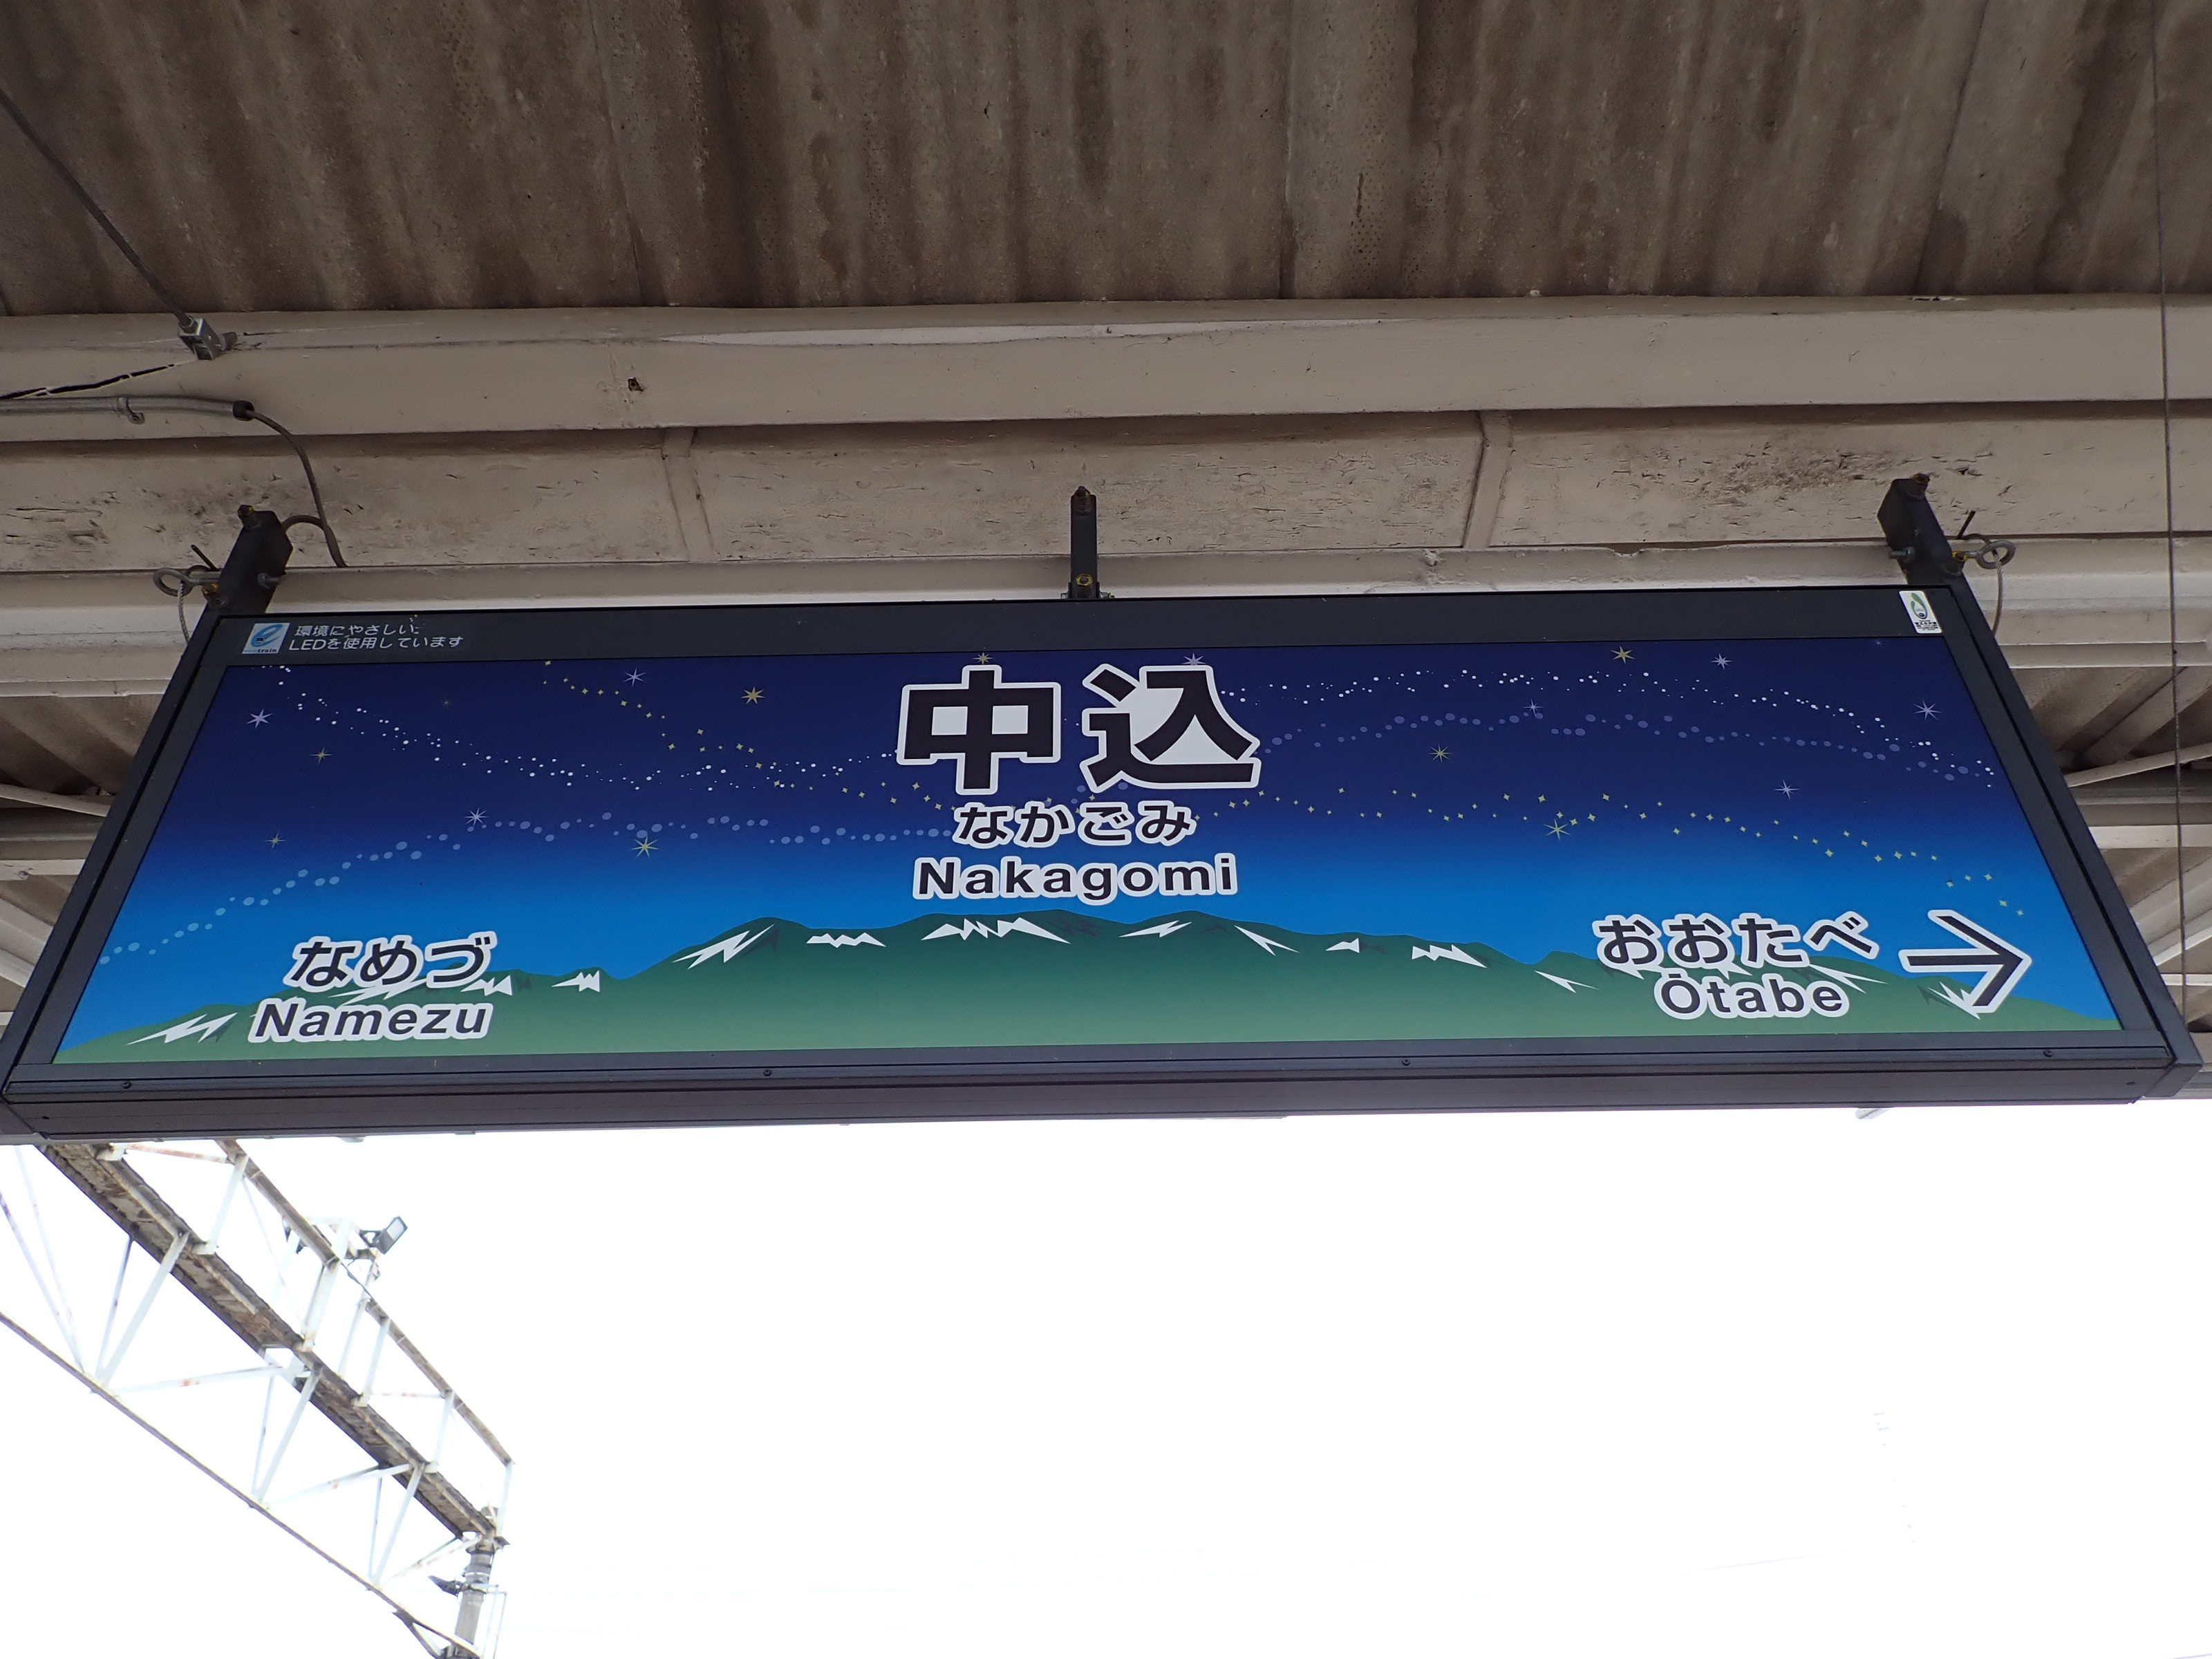 環境にやさしい
LEDを使用しています
中込
なかごみ
Nakagomi
なめづ
Namezu
おおたべ
Ōtabe